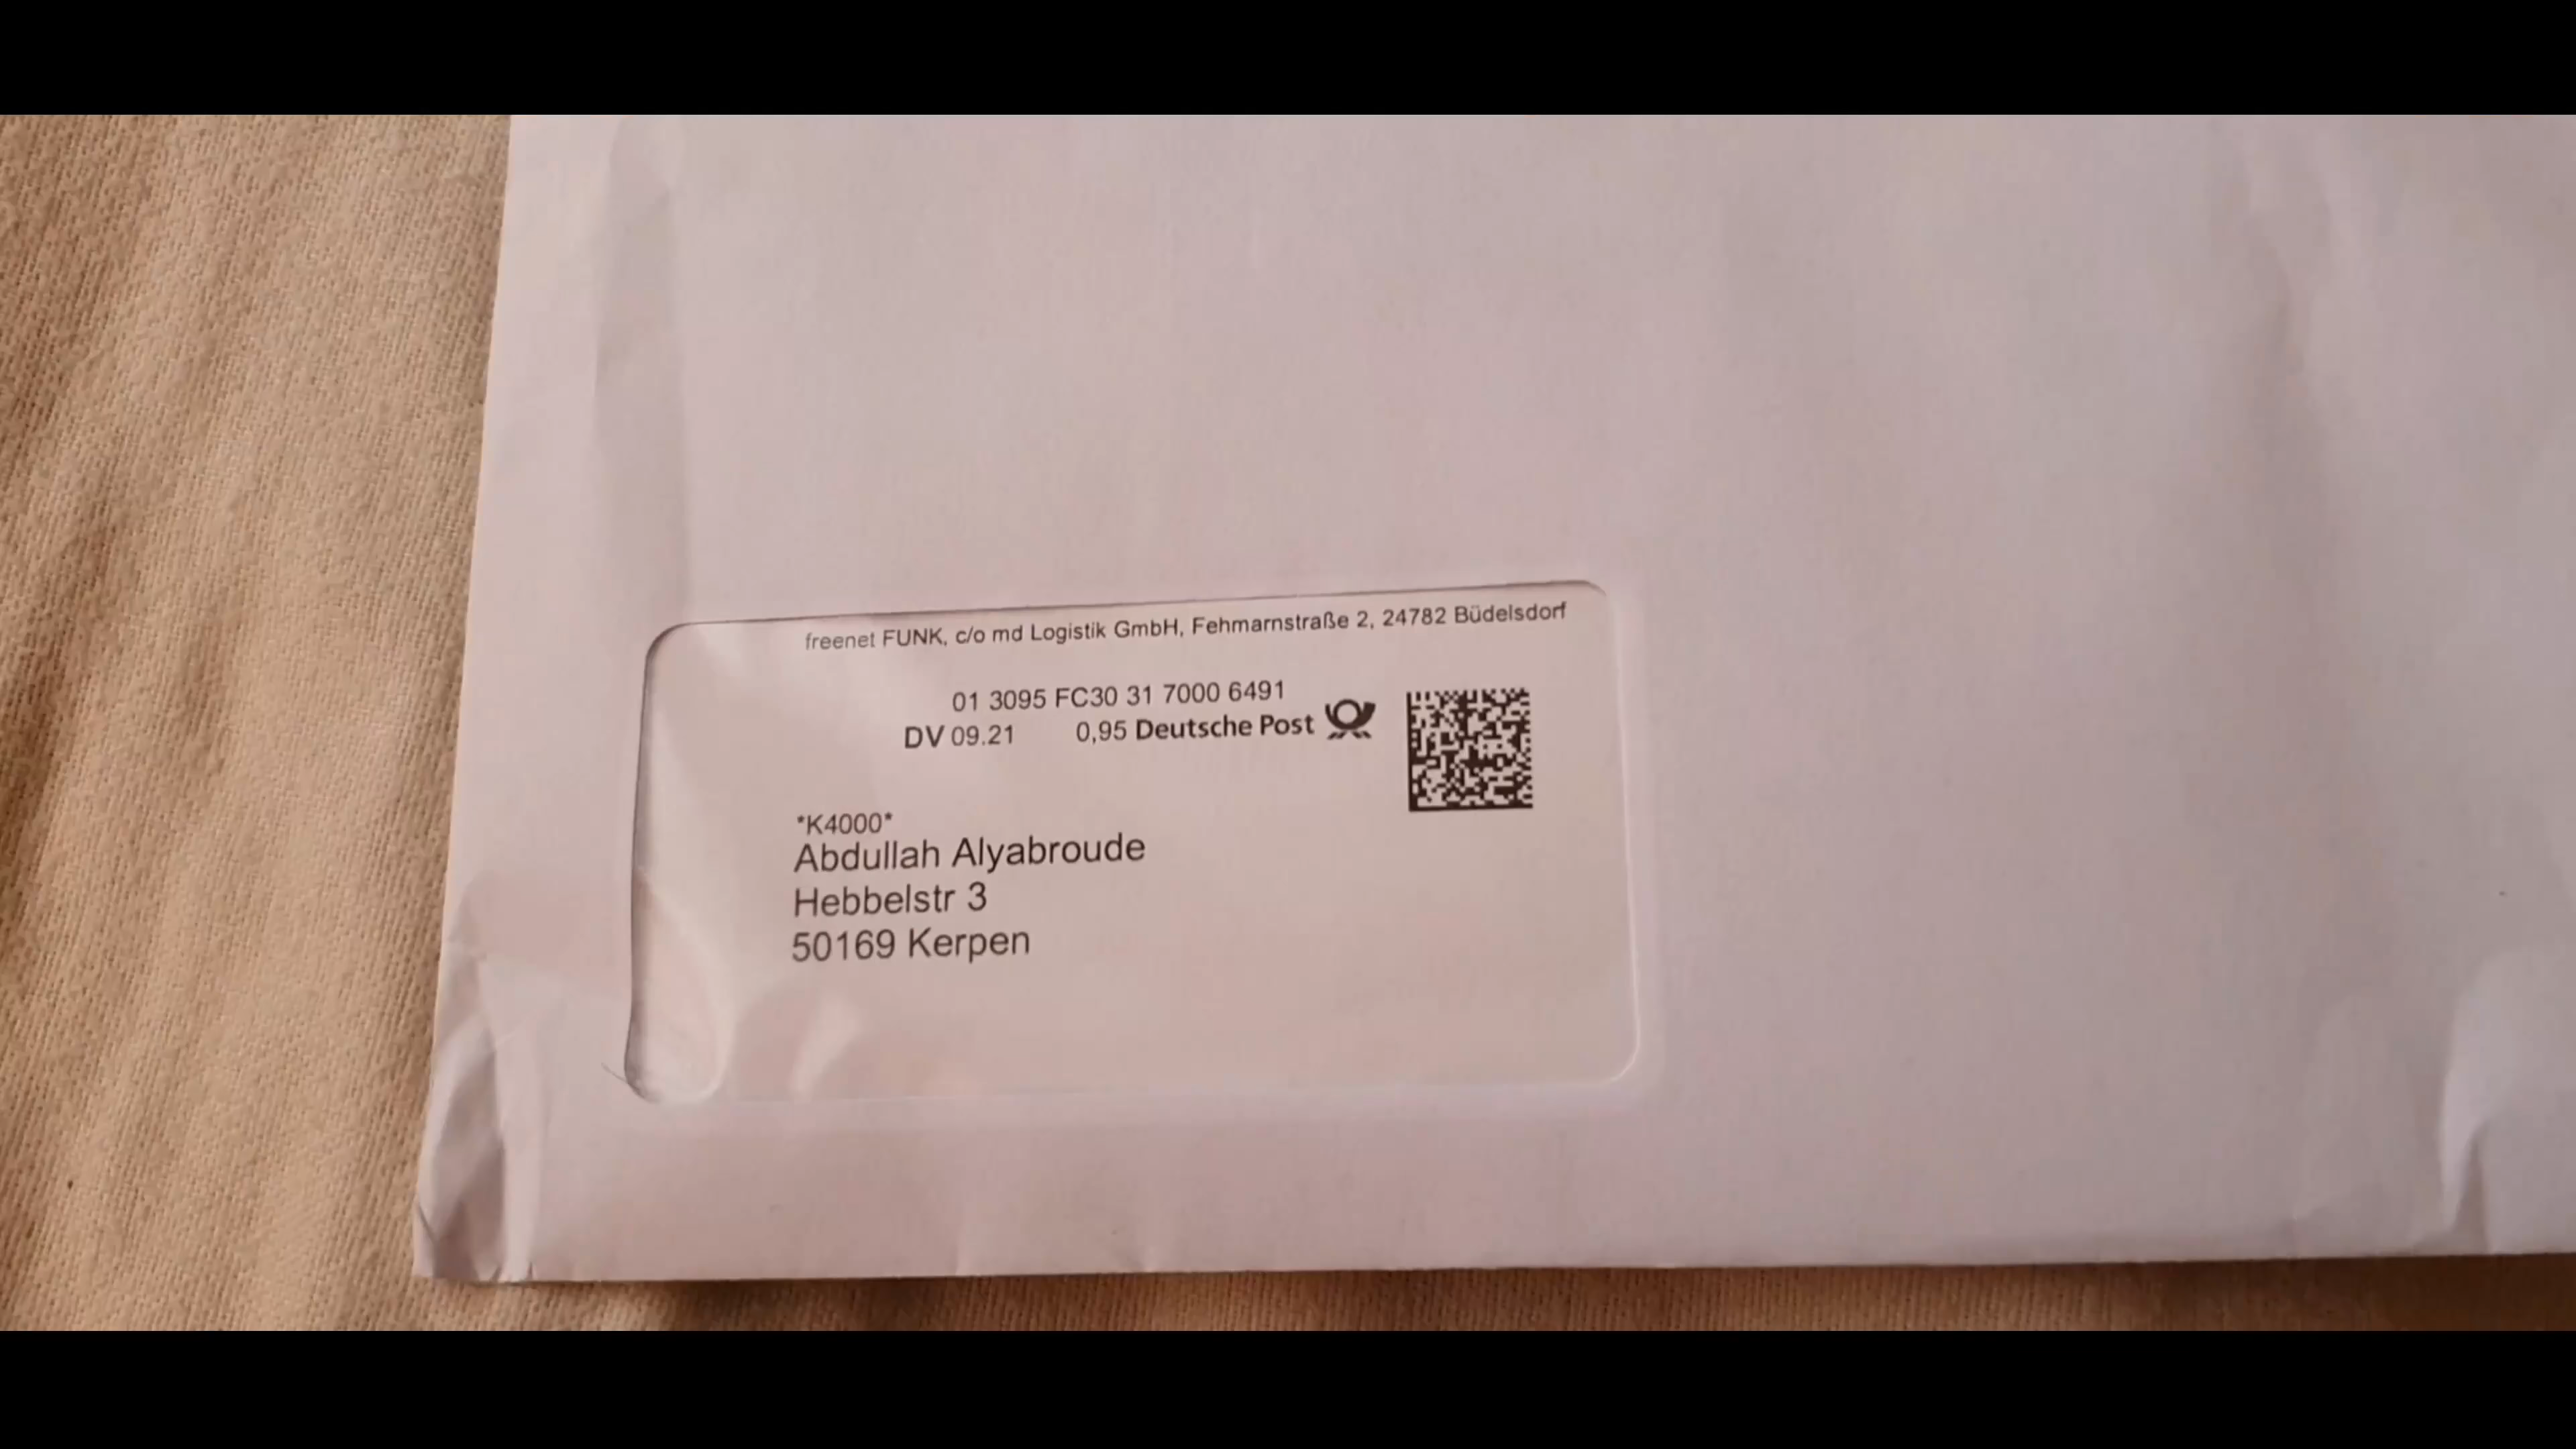 freenet FUNK, c/o md Logistik GmbH, Fehmarnstraße 2, 24782 Büdelsdorf
01 3095 FC30 31 7000 6491
DV 09.21 0,95 Deutsche Post
*K4000*
Abdullah Alyabroude
Hebbelstr 3
50169 Kerpen